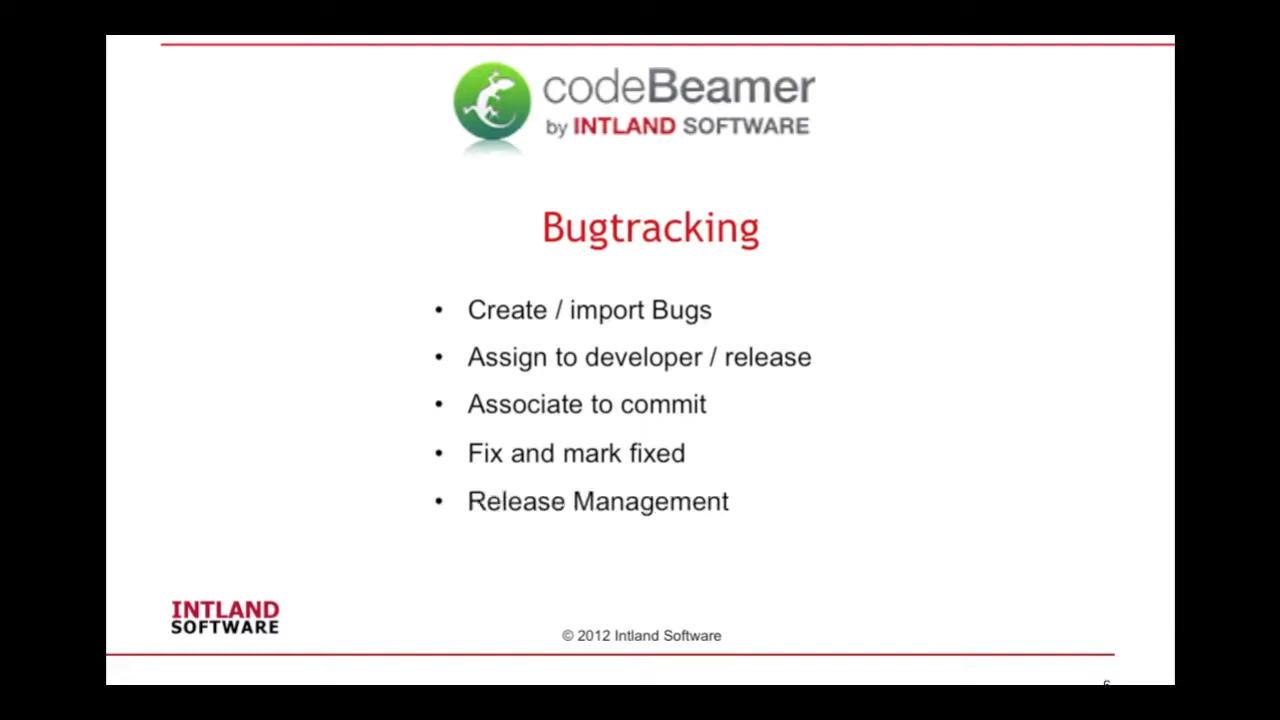 codeBeamer
by INTLAND SOFTWARE
Bugtracking
• Create / import Bugs
• Assign to developer / release
• Associate to commit
• Fix and mark fixed
• Release Management
INTLAND
SOFTWARE
© 2012 Intland Software
6